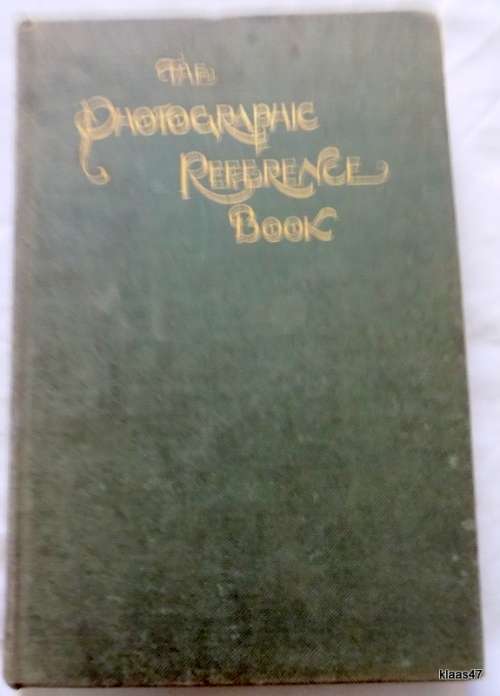 THE
PHOTOGRAPHIC
REFERENCE
BOOK
klaas47